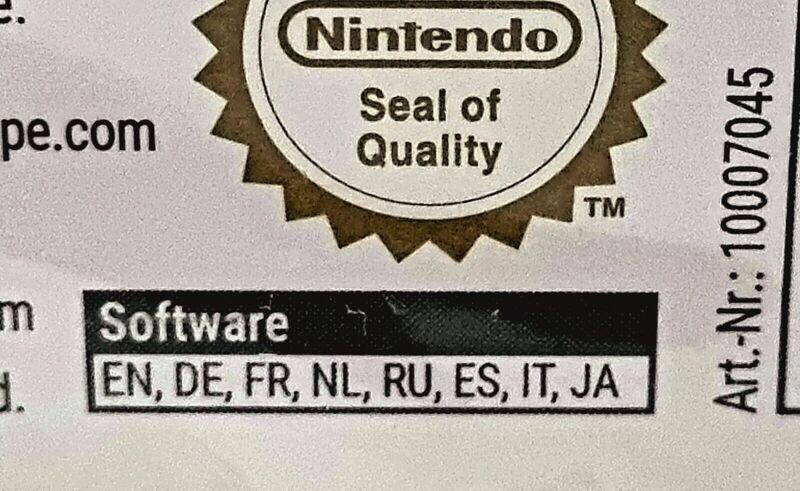 e.
Nintendo
Seal of
Quality
TM
pe.com
m
d.
Software
EN, DE, FR, NL, RU, ES, IT, JA
Art.-Nr.: 10007045